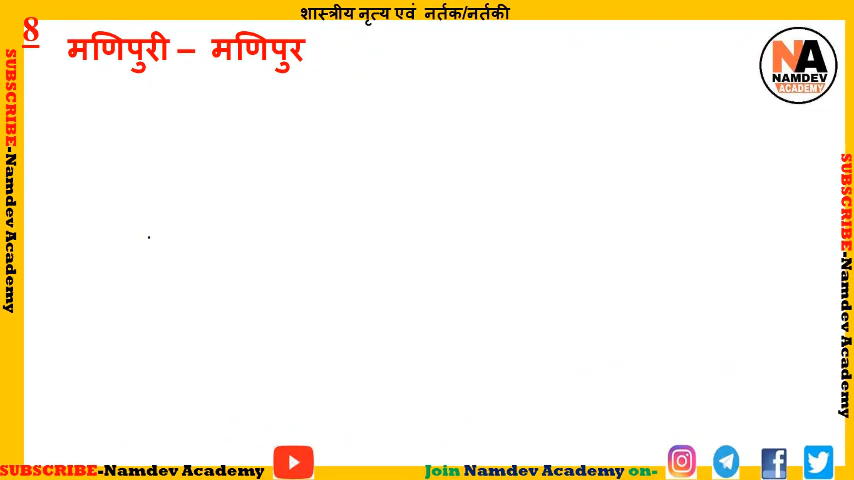 शास्त्रीय नृत्य एवं नर्तक/नर्तकी
8
मणिपुरी – मणिपुर
NA
NAMDEV
ACADEMY
SUBSCRIBE-Namdev Academy
SUBSCRIBE-Namdev Academy
SUBSCRIBE-Namdev Academy
Join Namdev Academy on-